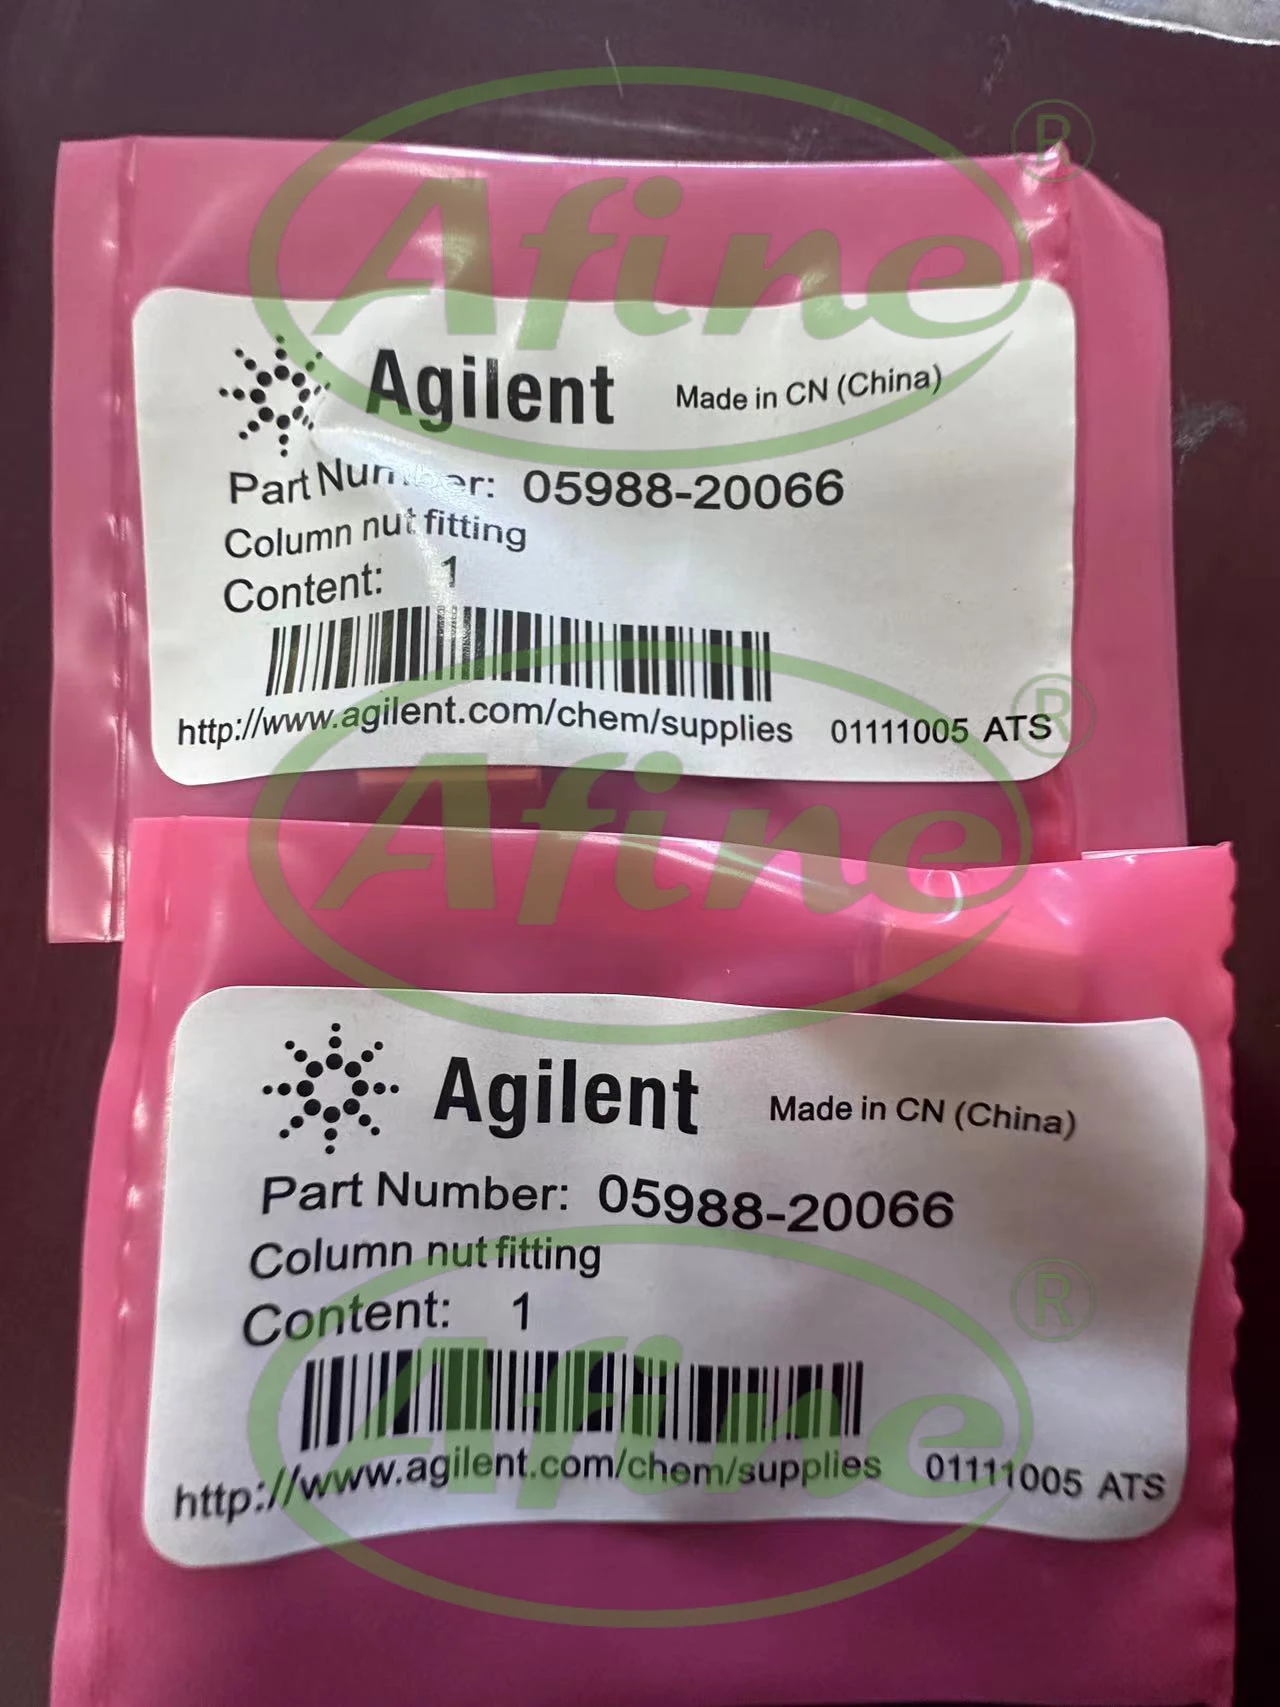 Afine ®
Agilent Made in CN (China)
Part Number: 05988-20066
Column nut fitting
Content: 1
http://www.agilent.com/chem/supplies 01111005 ATS
Afine ®
Agilent Made in CN (China)
Part Number: 05988-20066
Column nut fitting
Content: 1
http://www.agilent.com/chem/supplies 01111005 ATS
Afine ®